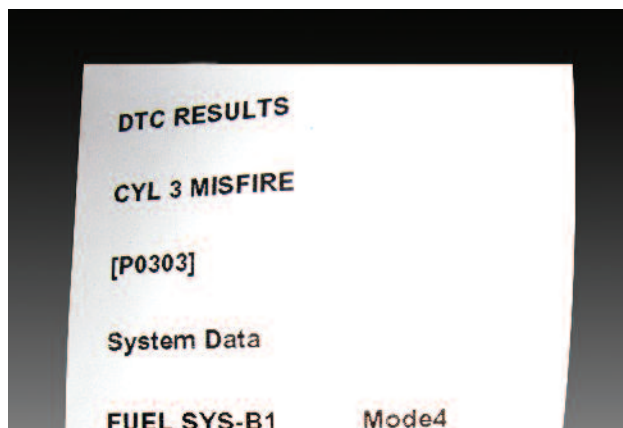 DTC RESULTS
CYL 3 MISFIRE
[P0303]
System Data
FUEL SYS-B1 Mode4